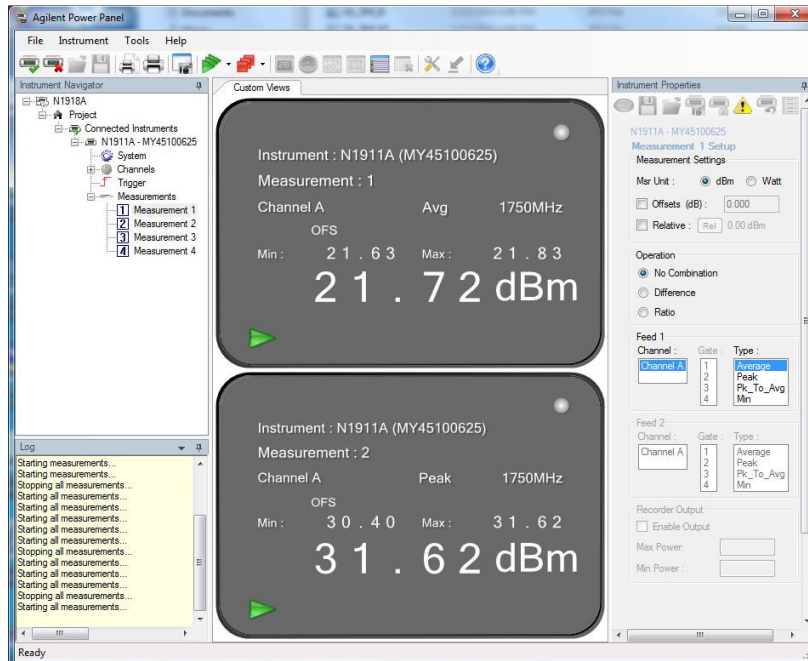 Agilent Power Panel
File Instrument Tools Help
Instrument Navigator
N1918A
Project
Connected Instruments
N1911A - MY45100625
System
Channels
Trigger
Measurements
1 Measurement 1
2 Measurement 2
3 Measurement 3
4 Measurement 4
Log
Starting measurements...
Starting measurements...
Stopping all measurements...
Starting all measurements...
Starting all measurements...
Starting all measurements...
Starting all measurements...
Starting all measurements...
Stopping all measurements...
Starting all measurements...
Starting all measurements...
Starting all measurements...
Stopping all measurements...
Starting all measurements...
Custom Views
Instrument : N1911A (MY45100625)
Measurement : 1
Channel A Avg 1750MHz
OFS
Min : 21.63 Max : 21.83
21.72 dBm
Instrument : N1911A (MY45100625)
Measurement : 2
Channel A Peak 1750MHz
OFS
Min : 30.40 Max : 31.62
31.62 dBm
Instrument Properties
N1911A - MY45100625
Measurement 1 Setup
Measurement Settings
Msr Unit : dBm Watt
Offsets (dB) : 0.000
Relative : Rel 0.00 dBm
Operation
No Combination
Difference
Ratio
Feed 1
Channel : Gate : Type :
Channel A 1 Average
2 Peak
3 Pk_To_Avg
4 Min
Feed 2
Channel : Gate : Type :
Channel A 1 Average
2 Peak
3 Pk_To_Avg
4 Min
Recorder Output
Enable Output
Max Power:
Min Power :
Ready